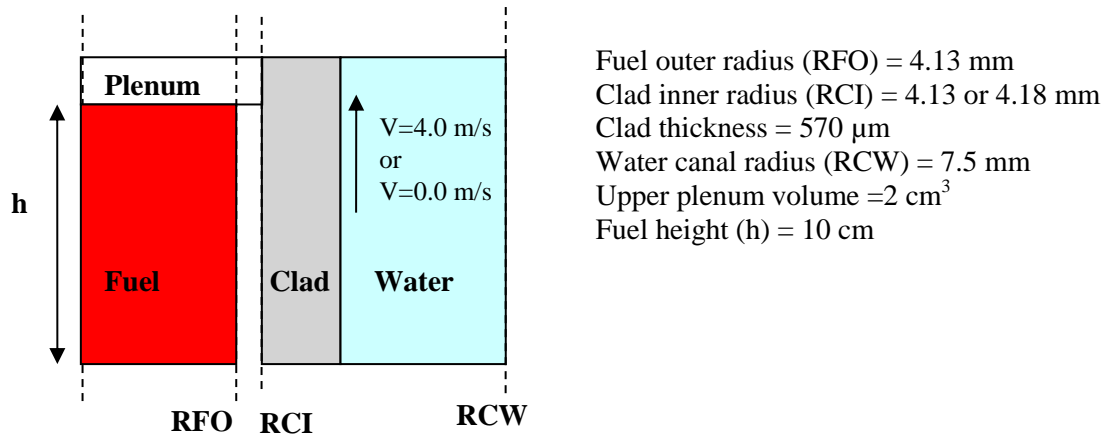 Plenum
V=4.0 m/s
or
V=0.0 m/s
h
Fuel
Clad
Water
RFO
RCI
RCW
Fuel outer radius (RFO) = 4.13 mm
Clad inner radius (RCI) = 4.13 or 4.18 mm
Clad thickness = 570 µm
Water canal radius (RCW) = 7.5 mm
Upper plenum volume =2 cm³
Fuel height (h) = 10 cm